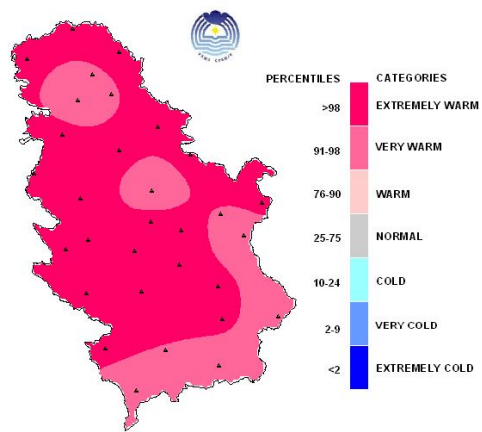 PERCENTILES CATEGORIES
>98 EXTREMELY WARM
91-98 VERY WARM
76-90 WARM
25-75 NORMAL
10-24 COLD
2-9 VERY COLD
<2 EXTREMELY COLD